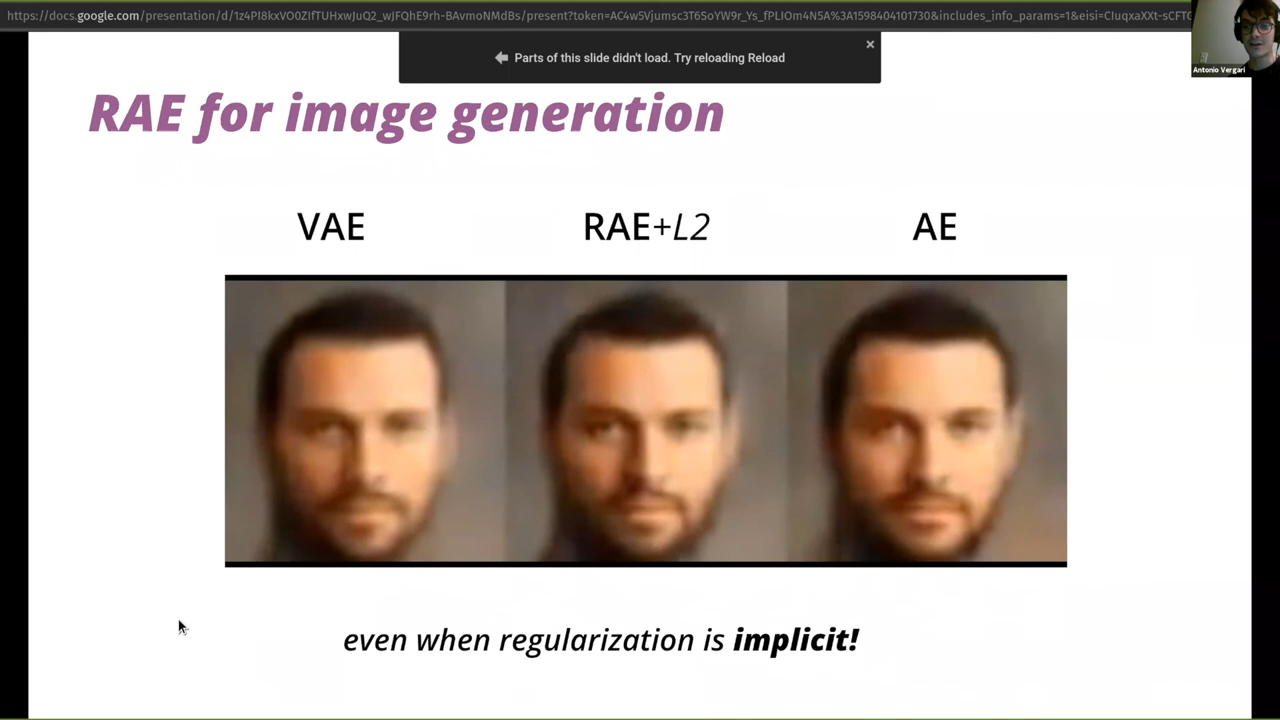 https://docs.google.com/presentation/d/1z4PI8kxVO0ZIfTUHxwJuQ2_wJFQhE9rh-BAvmoNMdBs/present?token=AC4w5Vjumsc3T6SoYW9r_Ys_fPLIOm4N5A%3A1598404101730&includes_info_params=1&eisi=CIuqxaXXt-sCFTC
Parts of this slide didn't load. Try reloading Reload
Antonio Vergari
RAE for image generation
VAE RAE+L2 AE
even when regularization is implicit!